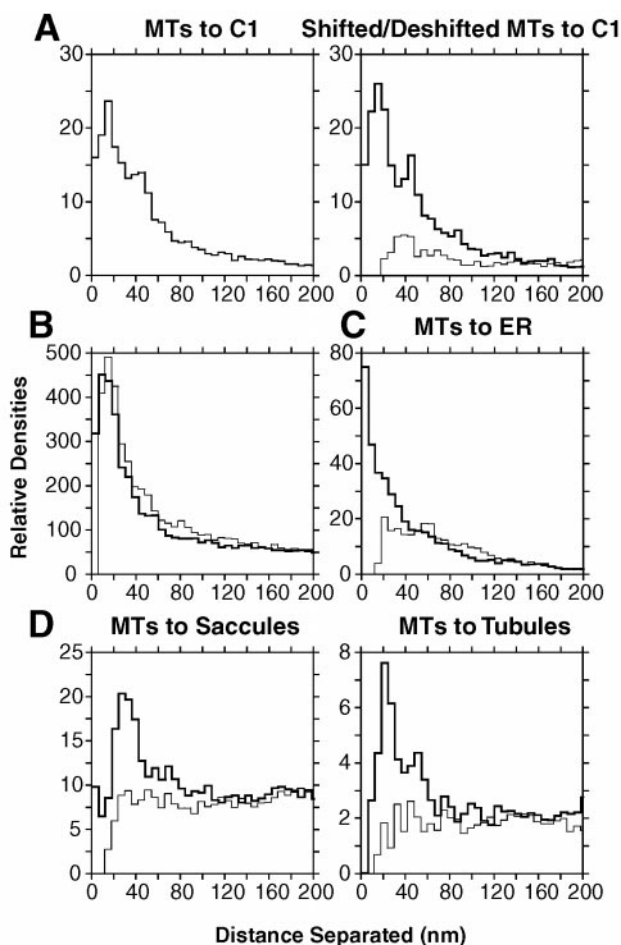 A
MTs to C1
Shifted/Deshifted MTs to C1
30
20
10
0
0 40 80 120 160 200
30
20
10
0
0 40 80 120 160 200
B
C
MTs to ER
Relative Densities
500
400
300
200
100
0
0 40 80 120 160 200
80
60
40
20
0
0 40 80 120 160 200
D
MTs to Saccules
MTs to Tubules
25
20
15
10
5
0
0 40 80 120 160 200
8
6
4
2
0
0 40 80 120 160 200
Distance Separated (nm)